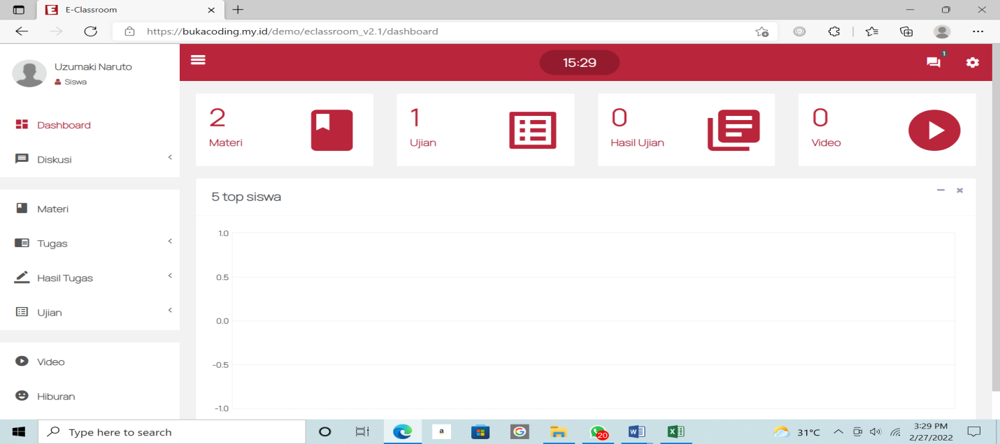 E-Classroom
https://bukacoding.my.id/demo/eclassroom_v2.1/dashboard
Uzumaki Naruto
Siswa
15:29
1
Dashboard
Diskusi
Materi
Tugas
Hasil Tugas
Ujian
Video
Hiburan
2
Materi
1
Ujian
0
Hasil Ujian
0
Video
5 top siswa
1.0
0.5
0.0
-0.5
-1.0
Type here to search
a
G
20
W
X
31°C
3:29 PM
2/27/2022